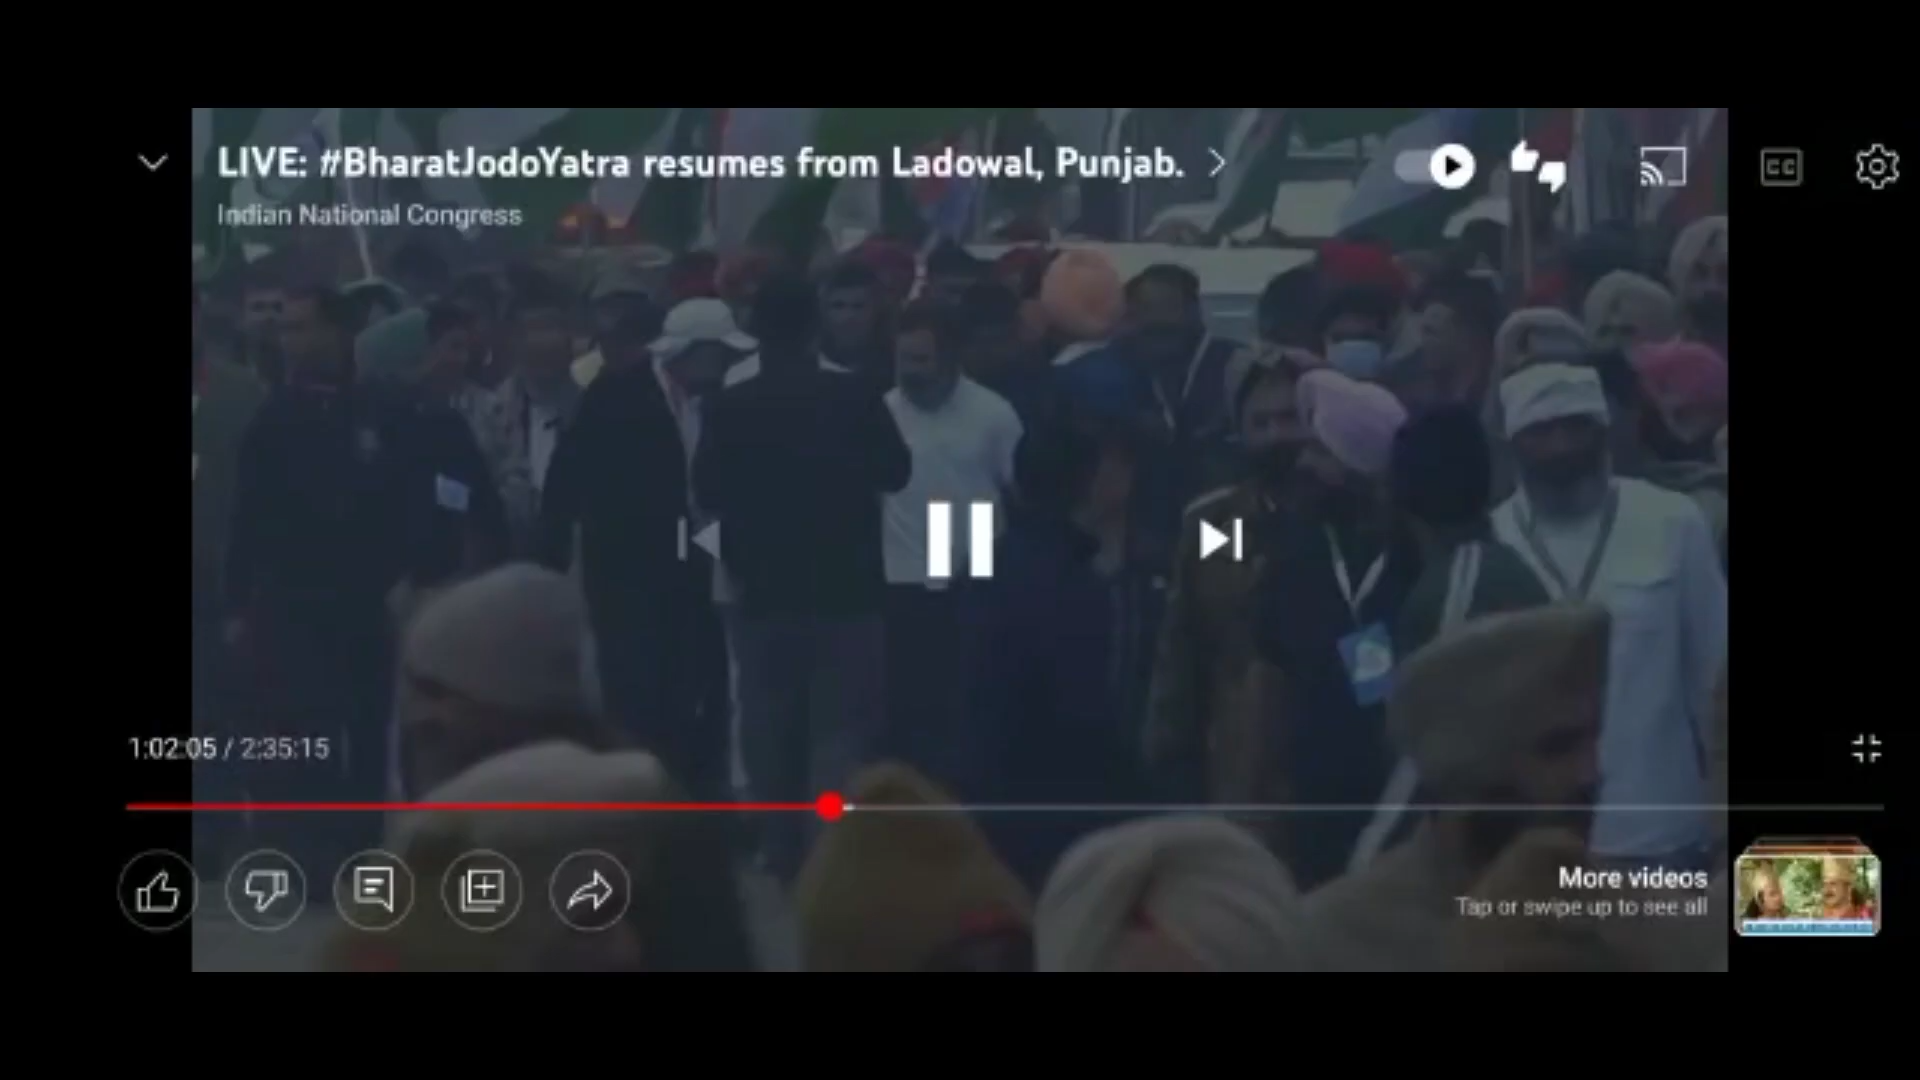 LIVE: #BharatJodoYatra resumes from Ladowal, Punjab.
Indian National Congress
CC
1:02:05 / 2:35:15
More videos
Tap or swipe up to see all